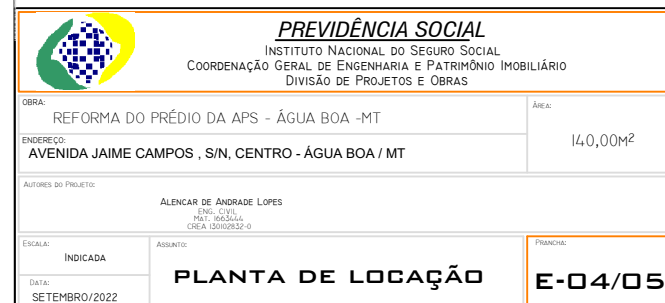 PREVIDÊNCIA SOCIAL
INSTITUTO NACIONAL DO SEGURO SOCIAL
COORDENAÇÃO GERAL DE ENGENHARIA E PATRIMÔNIO IMOBILIÁRIO
DIVISÃO DE PROJETOS E OBRAS
OBRA:
REFORMA DO PRÉDIO DA APS - ÁGUA BOA -MT
ÁREA:
140,00M²
ENDEREÇO:
AVENIDA JAIME CAMPOS , S/N, CENTRO - ÁGUA BOA / MT
AUTORES DO PROJETO:
ALENCAR DE ANDRADE LOPES
ENG. CIVIL
MAT. 1663444
CREA 130102832-0
ESCALA:
INDICADA
ASSUNTO:
PLANTA DE LOCAÇÃO
PRANCHA:
E-04/05
DATA:
SETEMBRO/2022